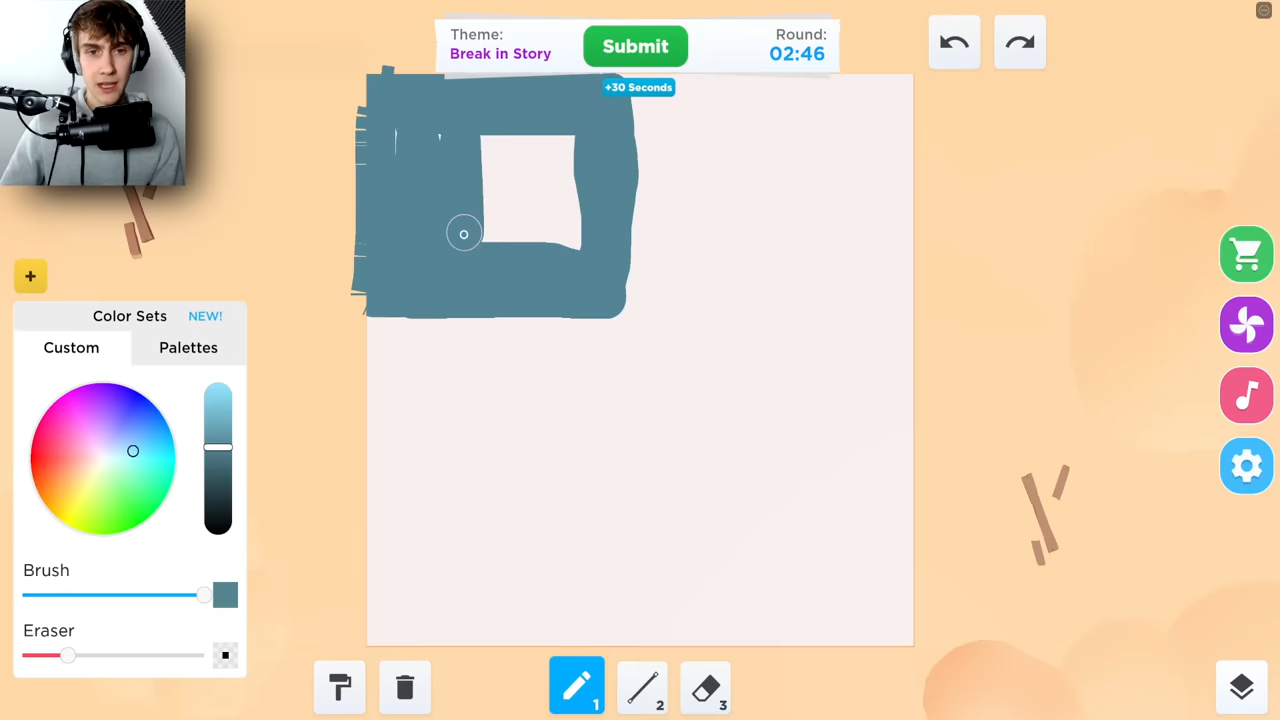 Theme:
Break in Story
Submit
Round:
02:46
+30 Seconds
+
Color Sets NEW!
Custom Palettes
Brush
Eraser
1
2
3